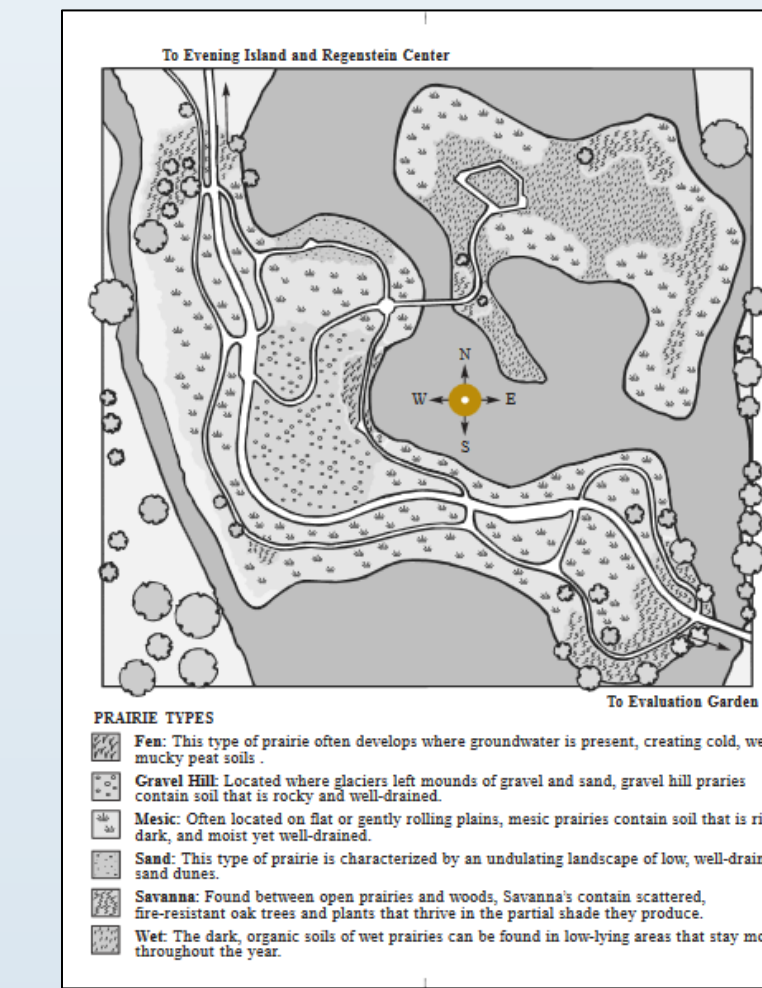 To Evening Island and Regenstein Center
N
W E
S
To Evaluation Garden
PRAIRIE TYPES
Fen: This type of prairie often develops where groundwater is present, creating cold, we
mucky peat soils .
Gravel Hill: Located where glaciers left mounds of gravel and sand, gravel hill praries
contain soil that is rocky and well-drained.
Mesic: Often located on flat or gently rolling plains, mesic prairies contain soil that is ri
dark, and moist yet well-drained.
Sand: This type of prairie is characterized by an undulating landscape of low, well-drain
sand dunes.
Savanna: Found between open prairies and woods, Savanna's contain scattered,
fire-resistant oak trees and plants that thrive in the partial shade they produce.
Wet: The dark, organic soils of wet prairies can be found in low-lying areas that stay mo
throughout the year.